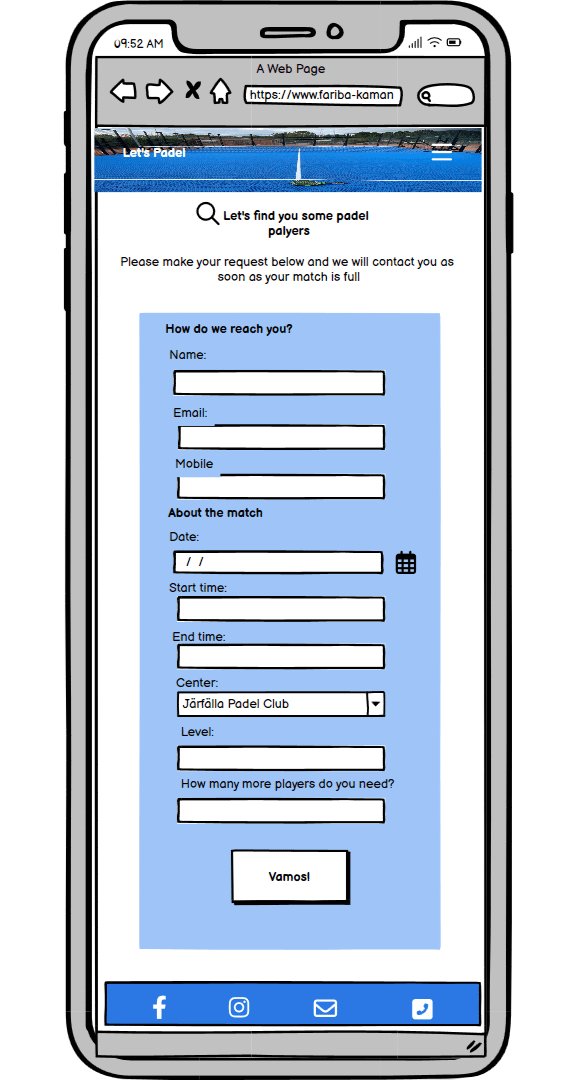 09:52 AM
A Web Page
https://www.fariba-kaman
Let's Padel
Let's find you some padel
palyers
Please make your request below and we will contact you as
soon as your match is full
How do we reach you?
Name:
Email:
Mobile
About the match
Date:
/ /
Start time:
End time:
Center:
Järfälla Padel Club
Level:
How many more players do you need?
Vamos!